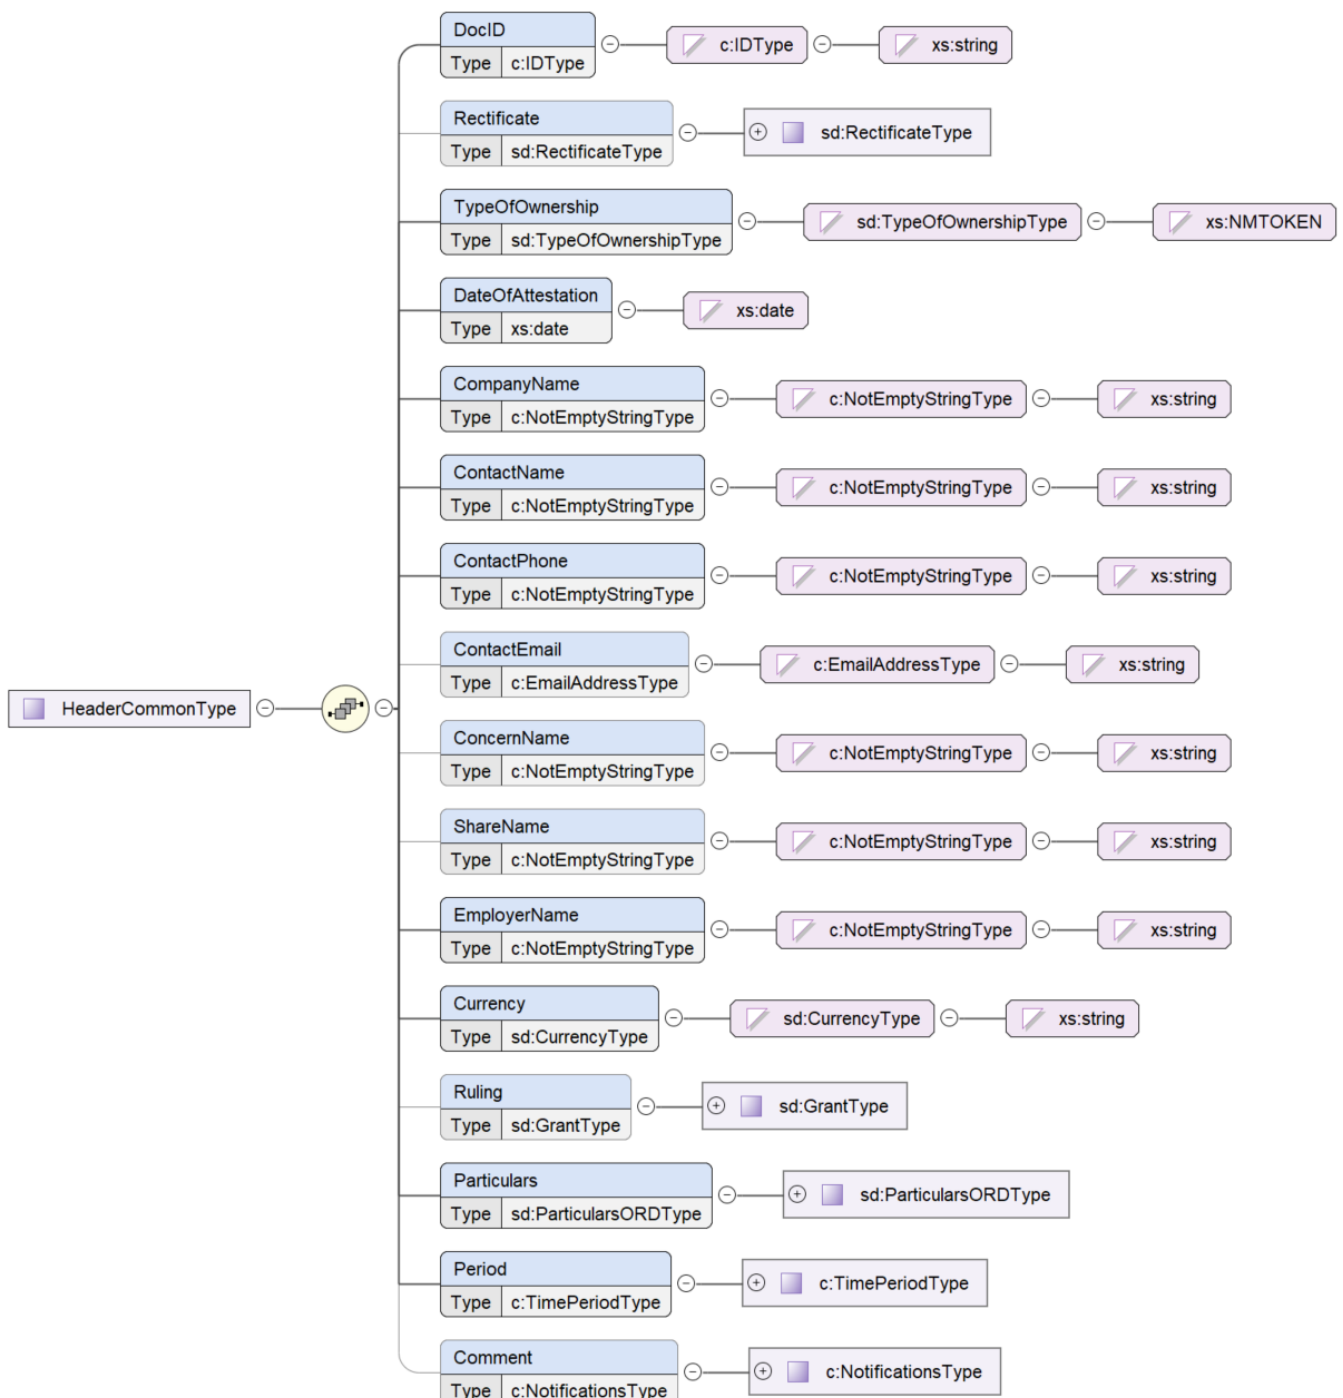 DocID
Type c:IDType
c:IDType
xs:string
Rectificate
Type sd:RectificateType
sd:RectificateType
TypeOfOwnership
Type sd:TypeOfOwnershipType
sd:TypeOfOwnershipType
xs:NMTOKEN
DateOfAttestation
Type xs:date
xs:date
CompanyName
Type c:NotEmptyStringType
c:NotEmptyStringType
xs:string
ContactName
Type c:NotEmptyStringType
c:NotEmptyStringType
xs:string
ContactPhone
Type c:NotEmptyStringType
c:NotEmptyStringType
xs:string
ContactEmail
Type c:EmailAddressType
c:EmailAddressType
xs:string
HeaderCommonType
ConcernName
Type c:NotEmptyStringType
c:NotEmptyStringType
xs:string
ShareName
Type c:NotEmptyStringType
c:NotEmptyStringType
xs:string
EmployerName
Type c:NotEmptyStringType
c:NotEmptyStringType
xs:string
Currency
Type sd:CurrencyType
sd:CurrencyType
xs:string
Ruling
Type sd:GrantType
sd:GrantType
Particulars
Type sd:ParticularsORDType
sd:ParticularsORDType
Period
Type c:TimePeriodType
c:TimePeriodType
Comment
Type c:NotificationsType
c:NotificationsType